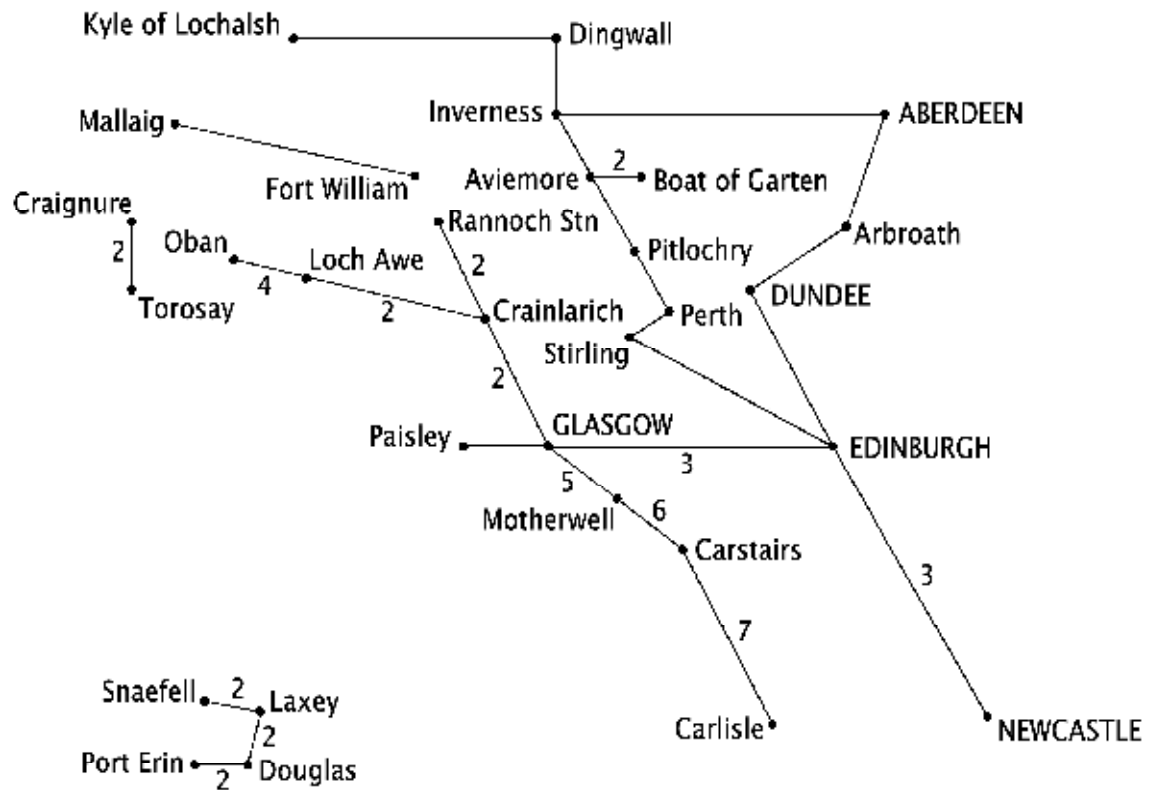 Kyle of Lochalsh
Dingwall
Inverness
ABERDEEN
Mallaig
2
Aviemore
Boat of Garten
Fort William
Craignure
Rannoch Stn
Arbroath
2
Oban
Pitlochry
Loch Awe
2
4
DUNDEE
Torosay
2
Crainlarich
Perth
Stirling
2
GLASGOW
Paisley
EDINBURGH
3
5
Motherwell
6
Carstairs
3
7
Snaefell
2
Laxey
2
Carlisle
NEWCASTLE
Port Erin
2
Douglas